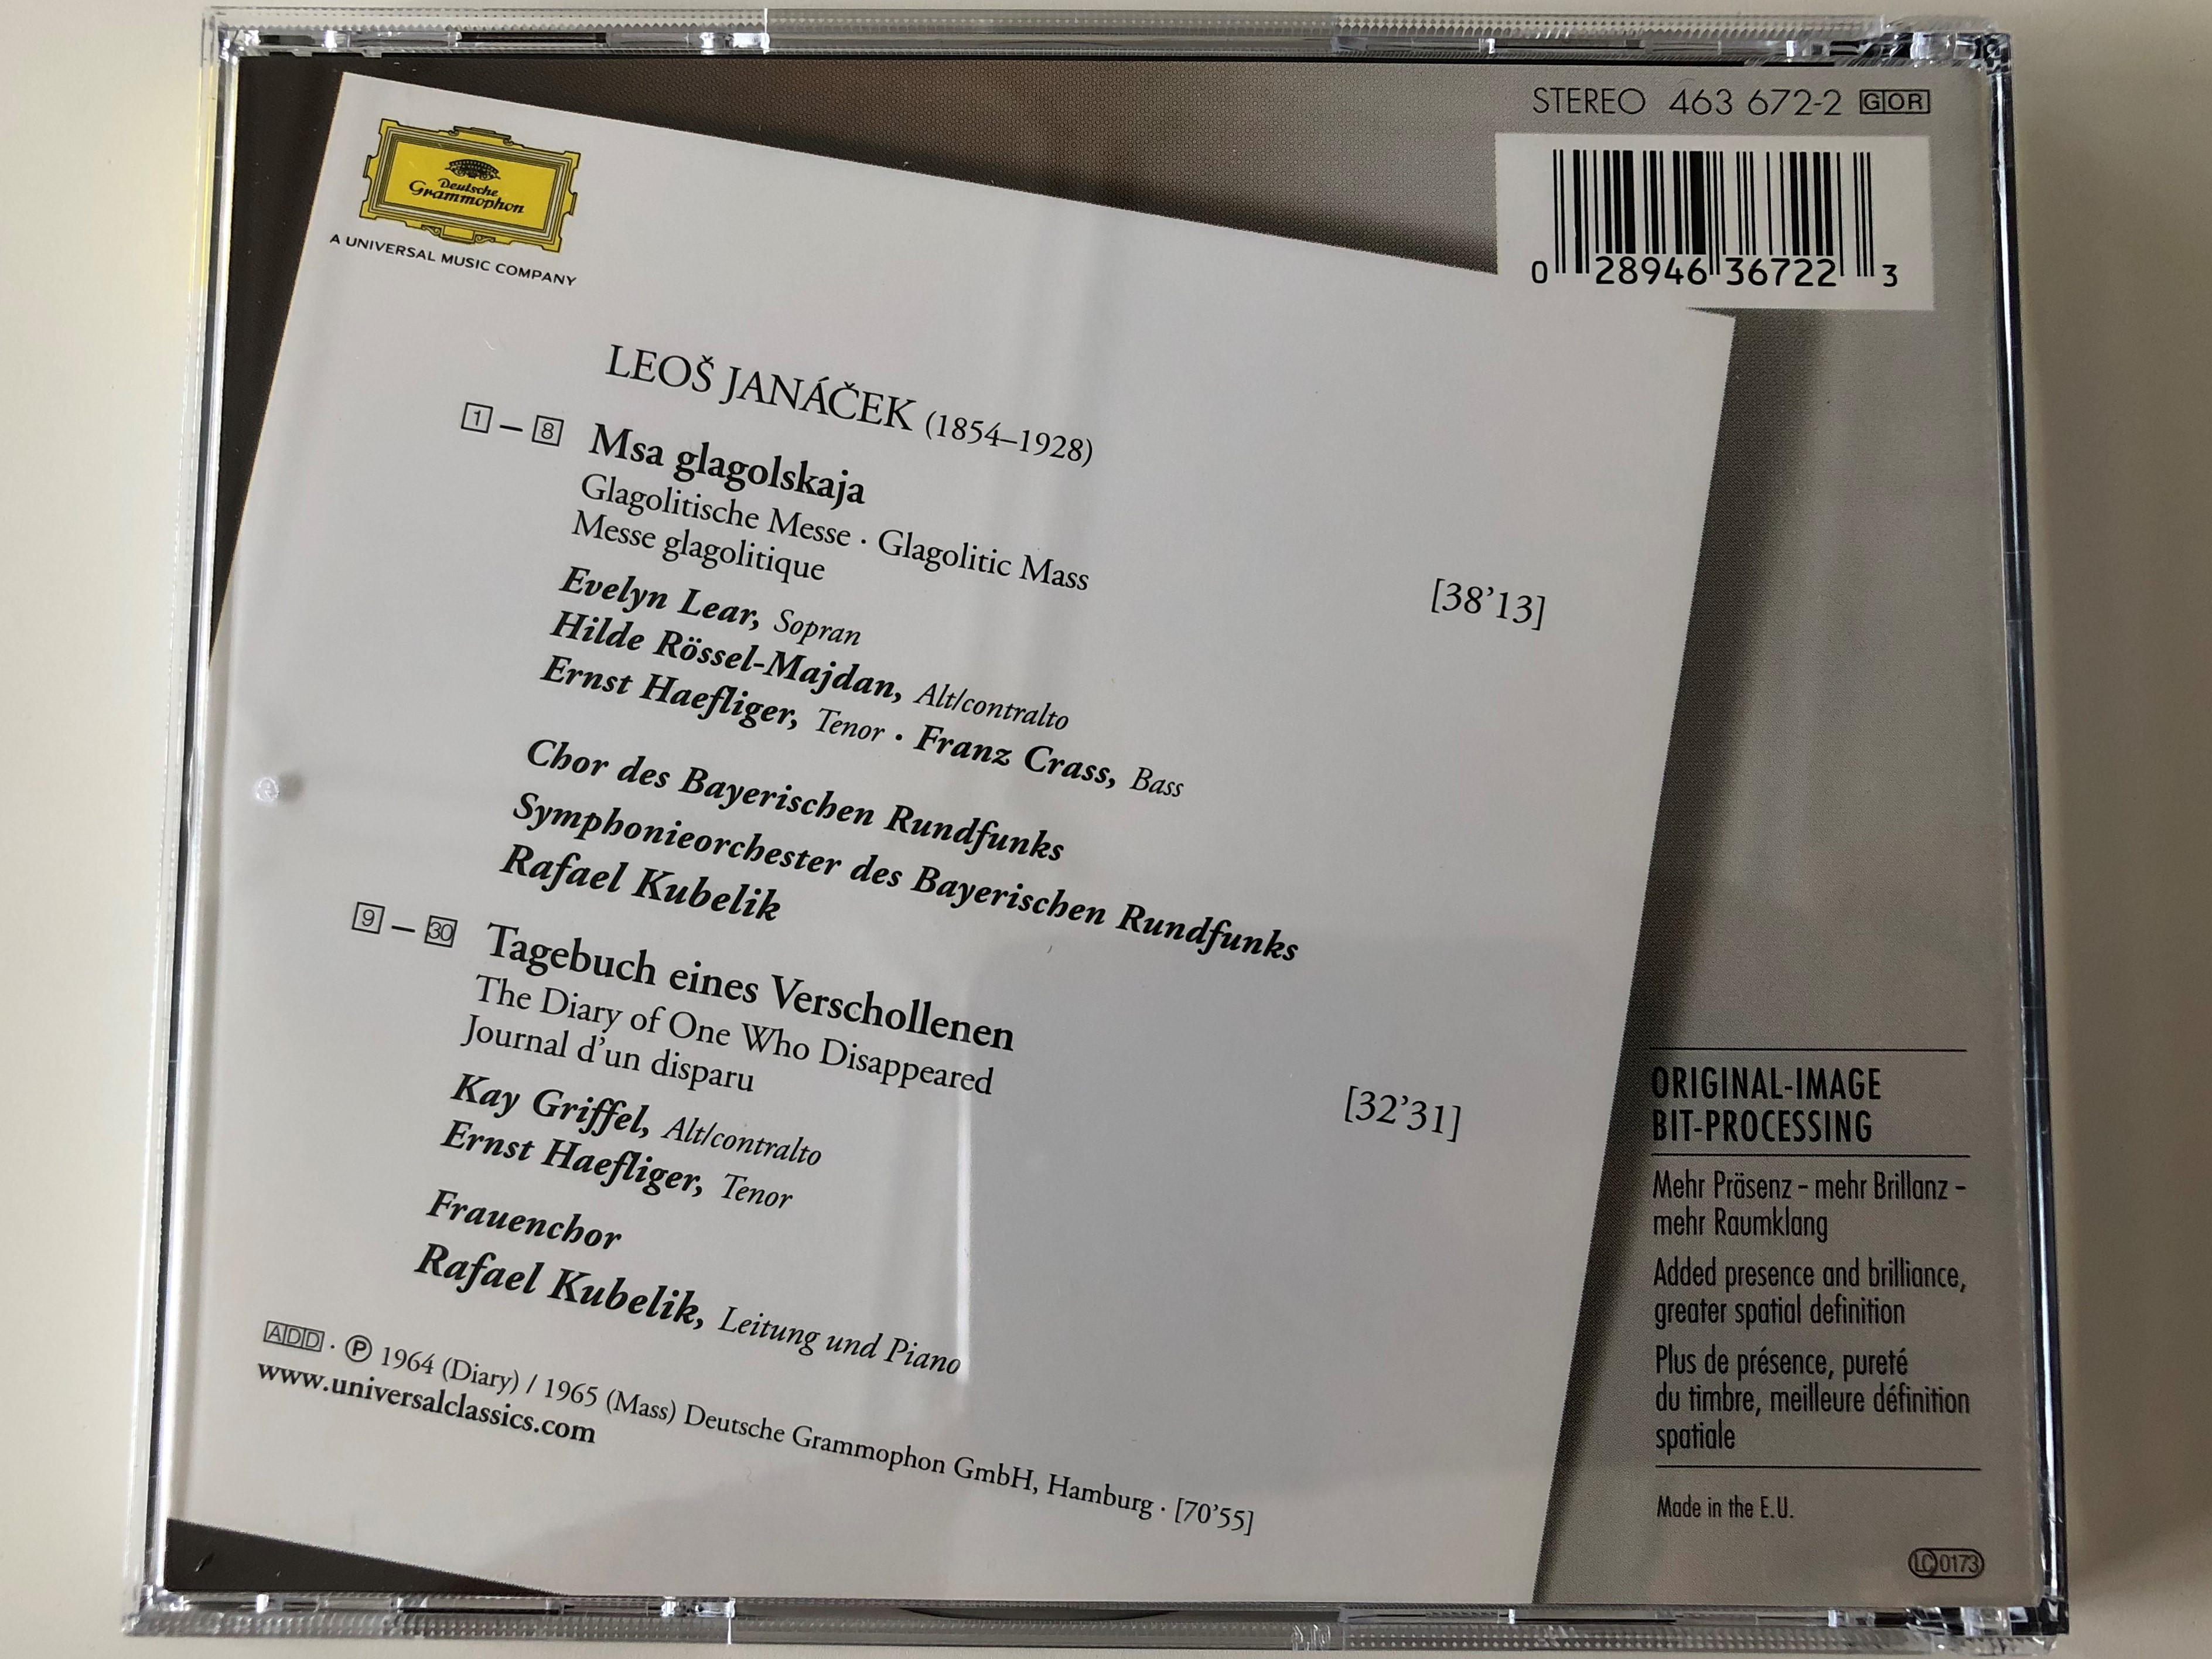 STEREO 463 672-2 GOR
0 28946 36722 3
Deutsche
Grammophon
A UNIVERSAL MUSIC COMPANY
LEOŠ JANÁČEK (1854–1928)
1 – 8 Msa glagolskaja
Glagolitische Messe · Glagolitic Mass
Messe glagolitique [38’13]
Evelyn Lear, Sopran
Hilde Rössel-Majdan, Alt/contralto
Ernst Haefliger, Tenor · Franz Crass, Bass
Chor des Bayerischen Rundfunks
Symphonieorchester des Bayerischen Rundfunks
Rafael Kubelik
9 – 30 Tagebuch eines Verschollenen
The Diary of One Who Disappeared
Journal d’un disparu [32’31]
Kay Griffel, Alt/contralto
Ernst Haefliger, Tenor
Frauenchor
Rafael Kubelik, Leitung und Piano
ADD · ℗ 1964 (Diary) / 1965 (Mass) Deutsche Grammophon GmbH, Hamburg · [70’55]
www.universalclassics.com
ORIGINAL-IMAGE
BIT-PROCESSING
Mehr Präsenz – mehr Brillanz –
mehr Raumklang
Added presence and brilliance,
greater spatial definition
Plus de présence, pureté
du timbre, meilleure définition
spatiale
Made in the E.U.
LC 0173